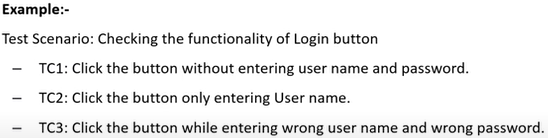 Example:-
Test Scenario: Checking the functionality of Login button
– TC1: Click the button without entering user name and password.
– TC2: Click the button only entering User name.
– TC3: Click the button while entering wrong user name and wrong password.